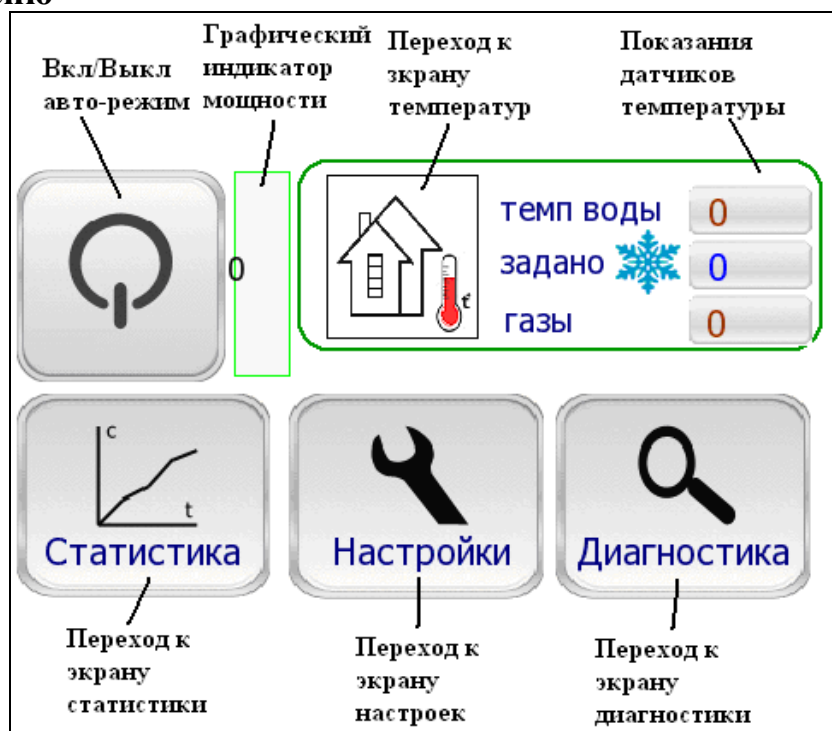 Вкл/Выкл
авто-режим
Графический
индикатор
мощности
Переход к
зкрану
температур
Показания
датчиков
температуры
0
t
темп воды 0
задано 0
газы 0
c
t
Статистика
Настройки
Диагностика
Переход к
экрану
статистики
Переход к
экрану
настроек
Переход к
экрану
диагностики